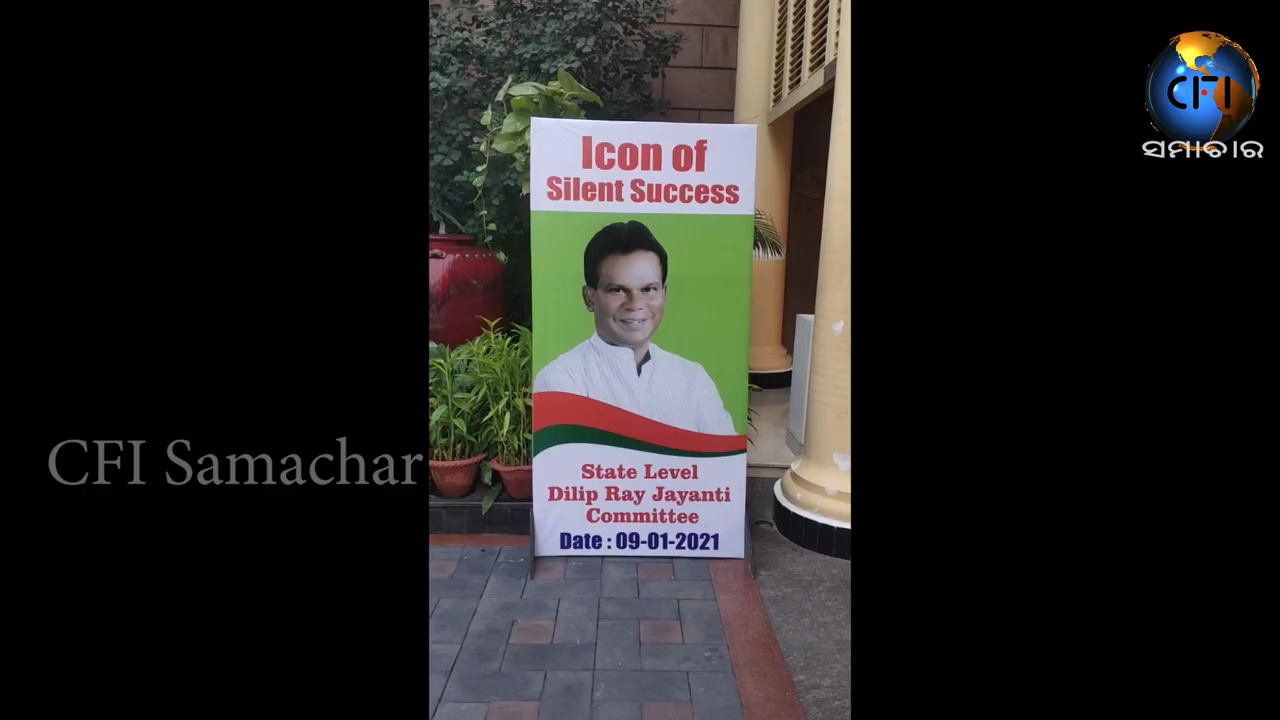 CFI
ସମାଚାର
Icon of
Silent Success
State Level
Dilip Ray Jayanti
Committee
Date : 09-01-2021
CFI Samachar